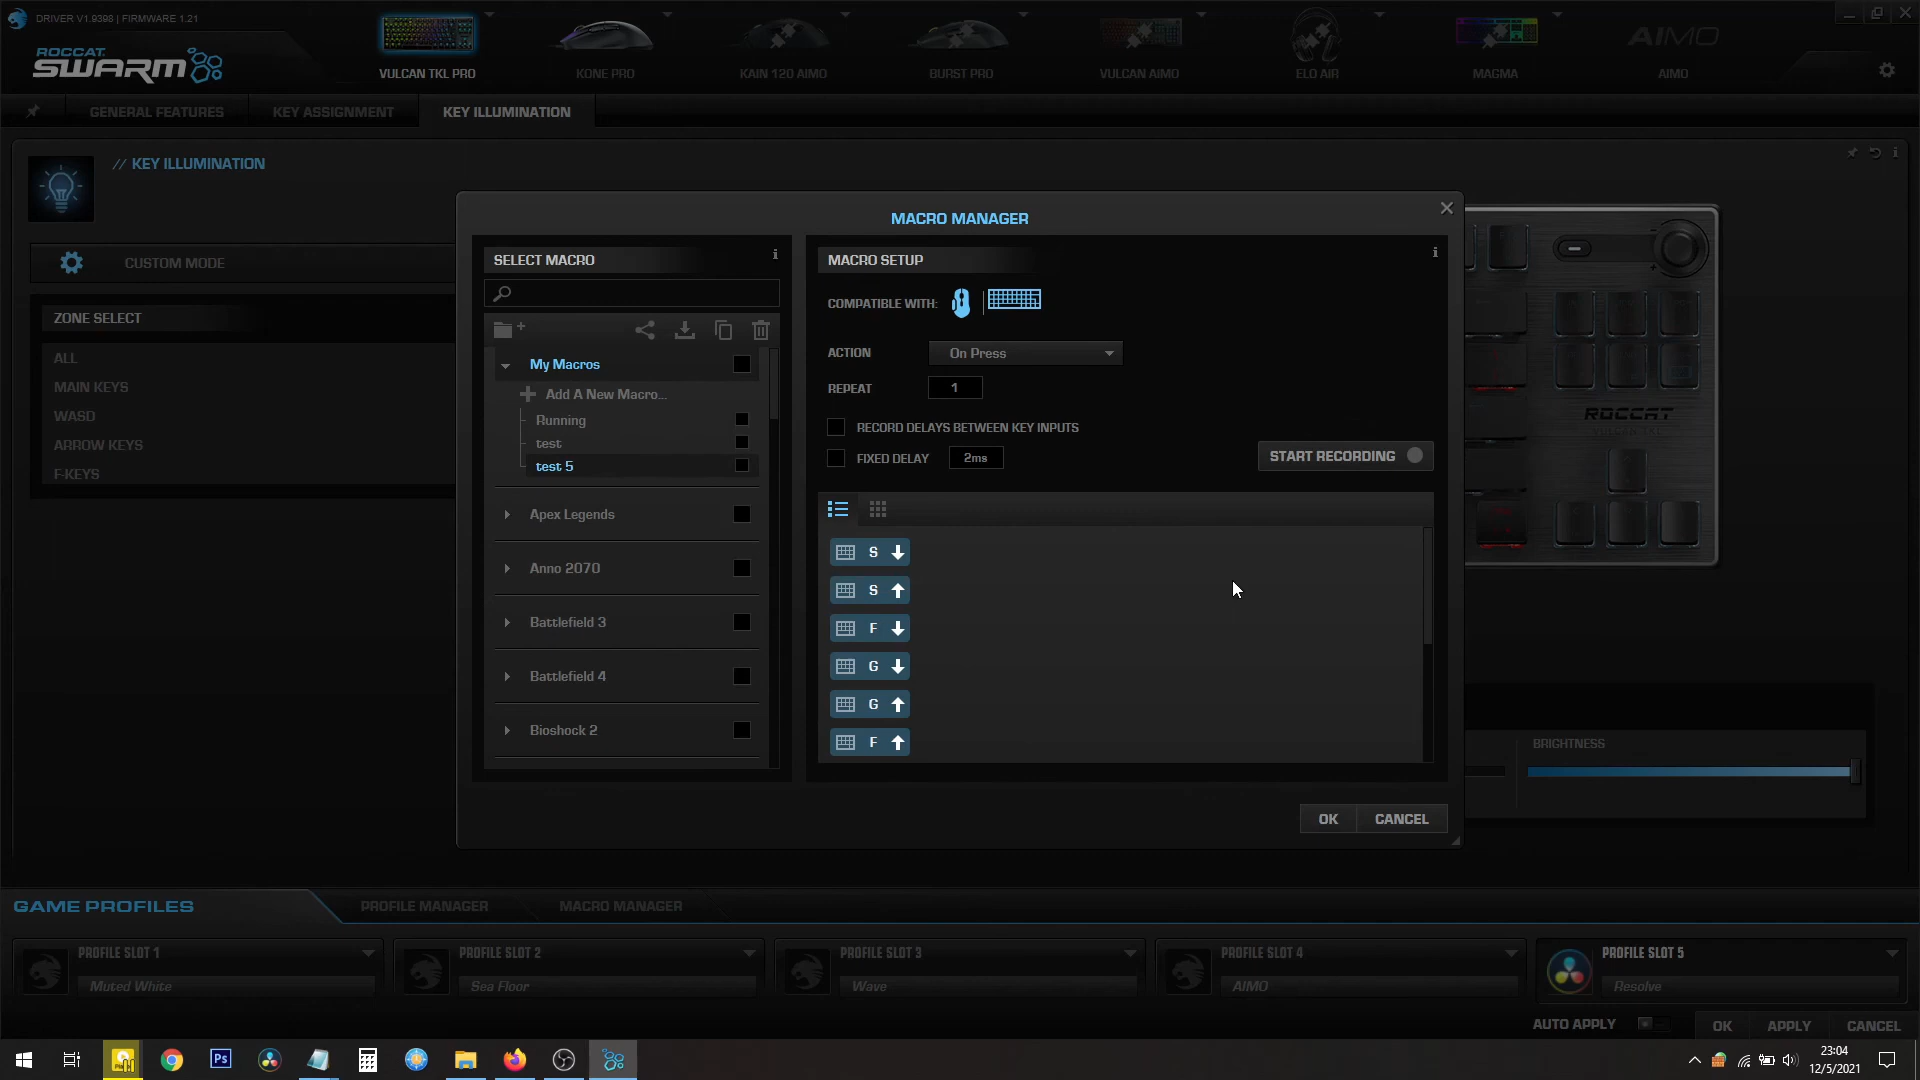 DRIVER V1.9398 | FIRMWARE 1.21
ROCCAT
SWARM
VULCAN TKL PRO
KONE PRO
KAIN 120 AIMO
BURST PRO
VULCAN AIMO
ELO AIR
MAGMA
AIMO
AIMO
GENERAL FEATURES
KEY ASSIGNMENT
KEY ILLUMINATION
// KEY ILLUMINATION
CUSTOM MODE
ZONE SELECT
ALL
MAIN KEYS
WASD
ARROW KEYS
F-KEYS
MACRO MANAGER
SELECT MACRO
My Macros
Add A New Macro...
Running
test
test 5
Apex Legends
Anno 2070
Battlefield 3
Battlefield 4
Bioshock 2
MACRO SETUP
COMPATIBLE WITH:
ACTION
On Press
REPEAT
1
RECORD DELAYS BETWEEN KEY INPUTS
FIXED DELAY
2ms
START RECORDING
S
S
F
G
G
F
OK
CANCEL
ROCCAT
VULCAN TKL
BRIGHTNESS
GAME PROFILES
PROFILE MANAGER
MACRO MANAGER
PROFILE SLOT 1
Muted White
PROFILE SLOT 2
Sea Floor
PROFILE SLOT 3
Wave
PROFILE SLOT 4
AIMO
PROFILE SLOT 5
Resolve
AUTO APPLY
OK
APPLY
CANCEL
Ps
23:04
12/5/2021